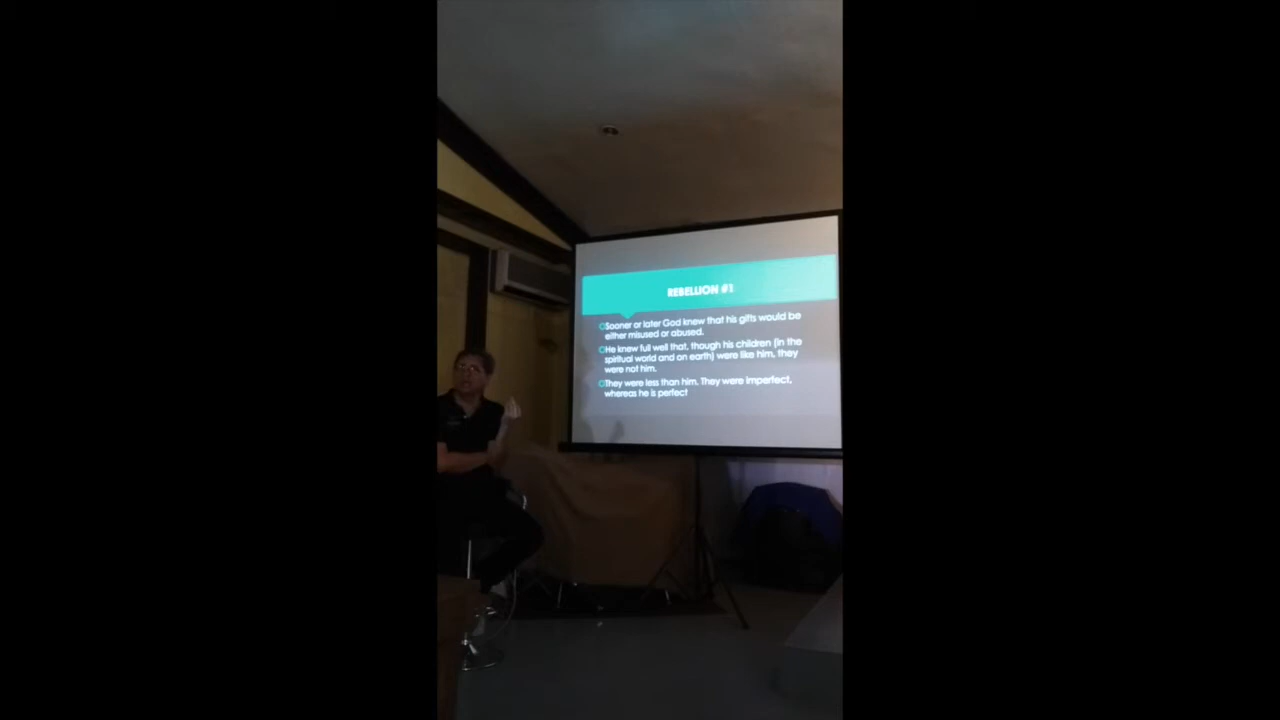 REBELLION #1
Sooner or later God knew that his gifts would be
either misused or abused.
He knew full well that, though his children (in the
spiritual world and on earth) were like him, they
were not him.
They were less than him. They were imperfect,
whereas he is perfect